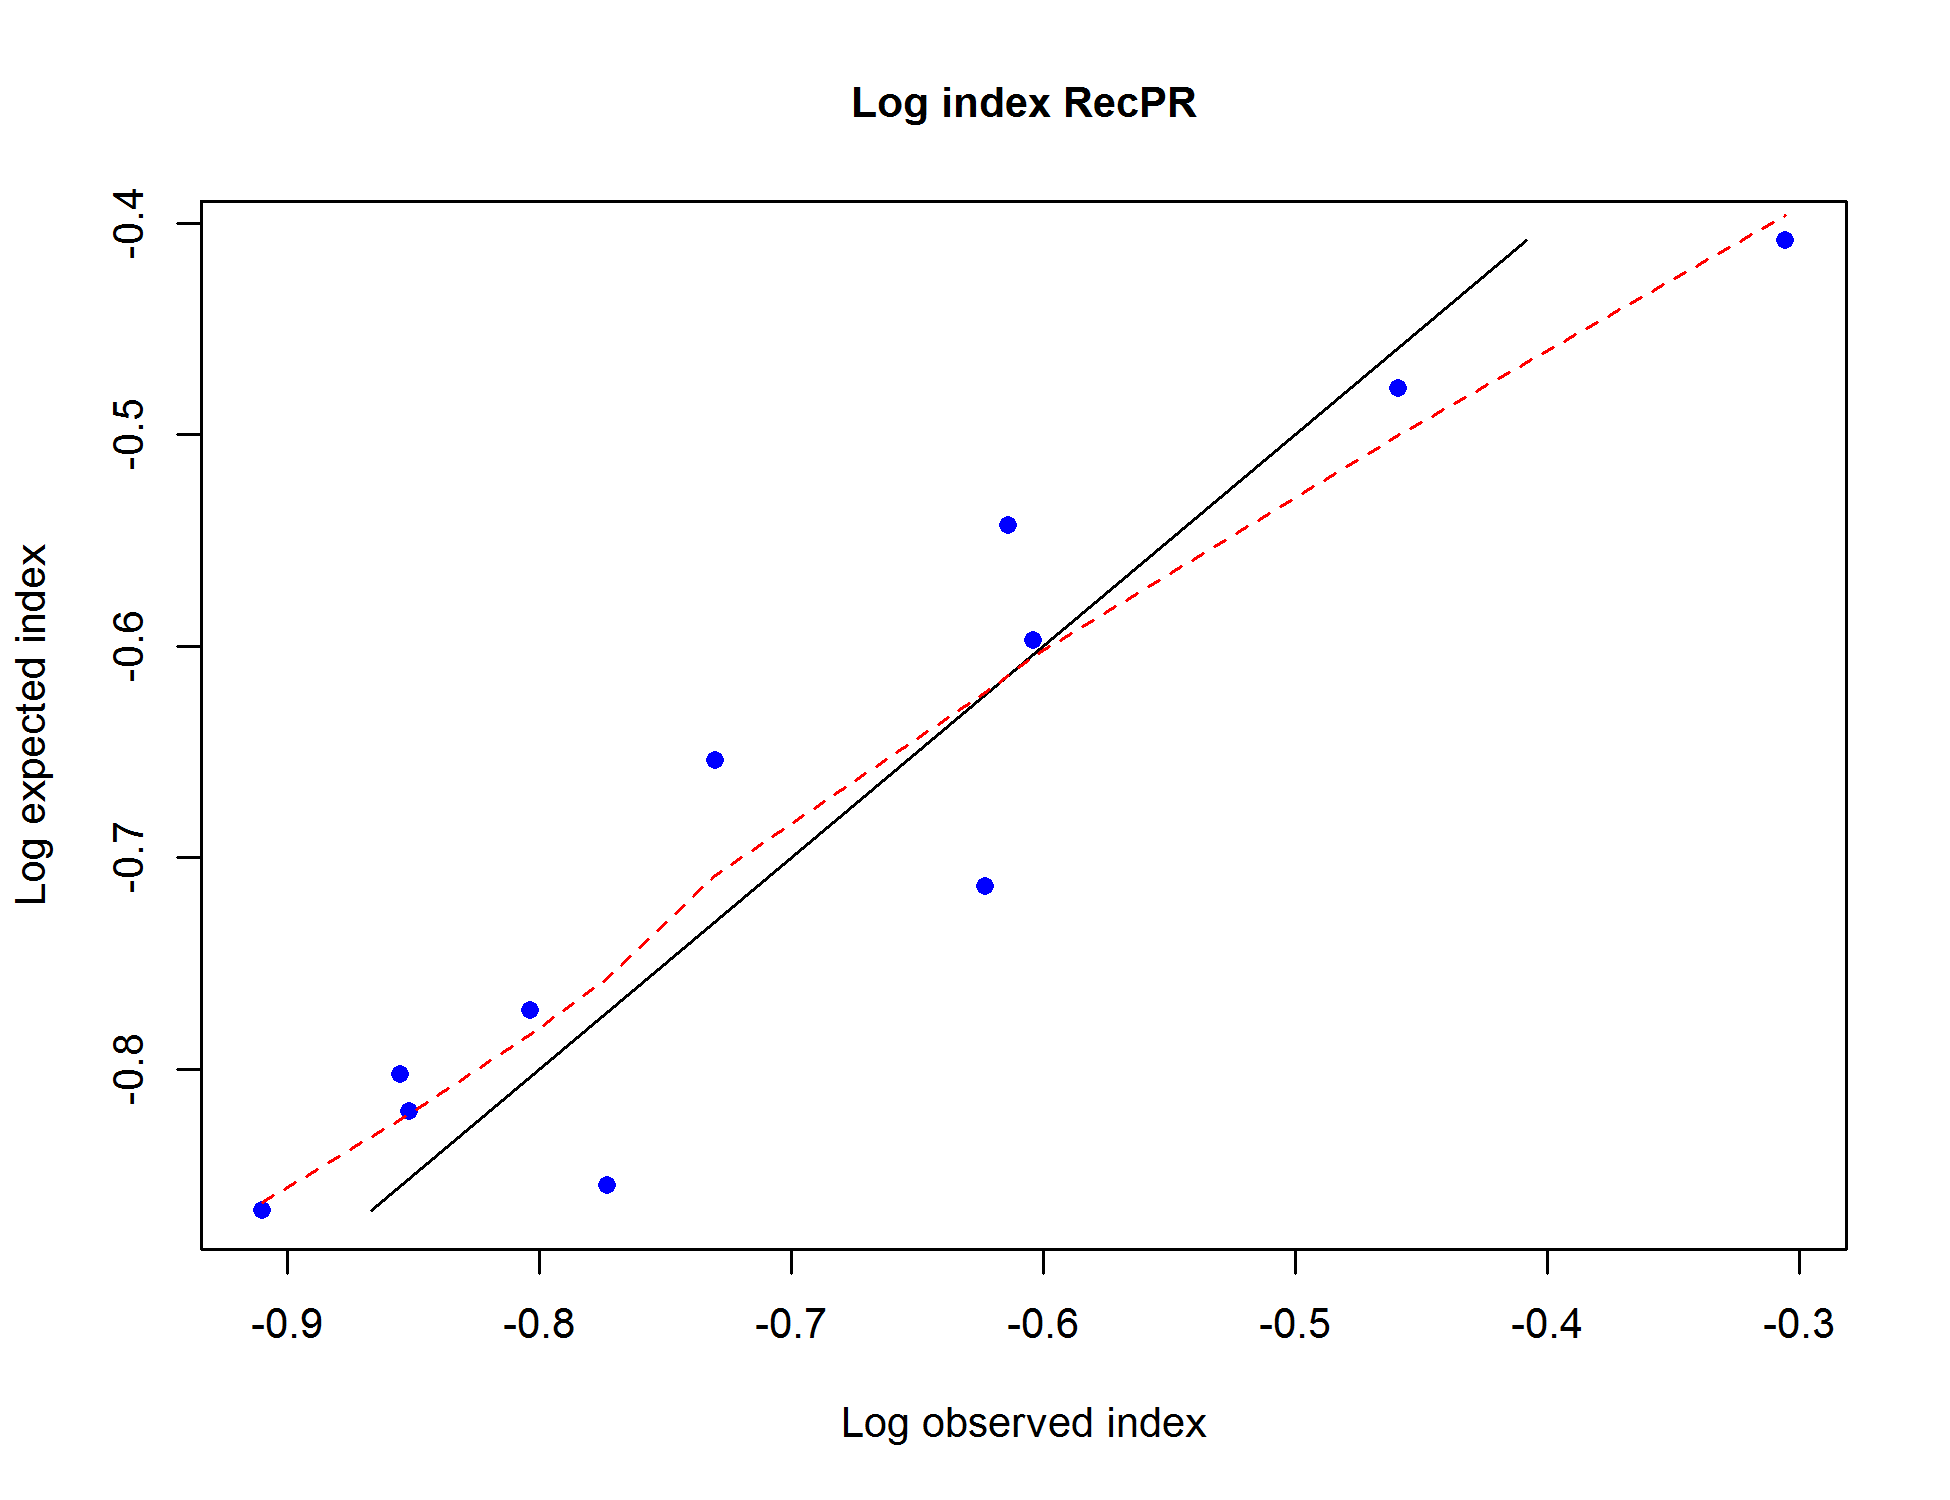 Log index RecPR
Log expected index
-0.4
-0.5
-0.6
-0.7
-0.8
-0.9 -0.8 -0.7 -0.6 -0.5 -0.4 -0.3
Log observed index